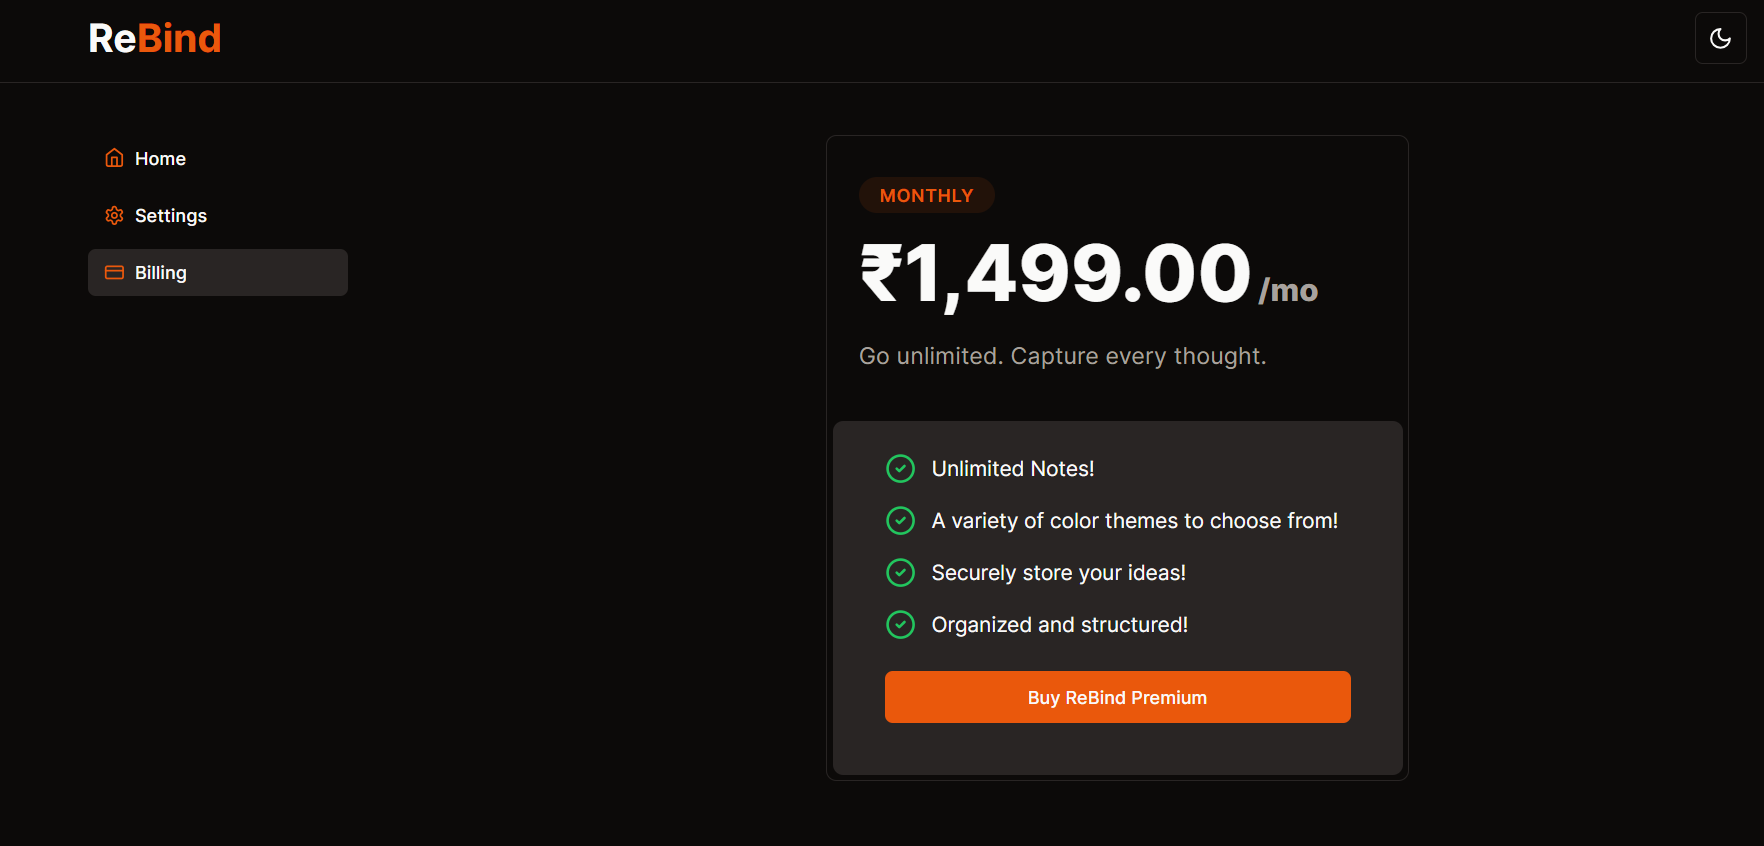 ReBind
Home
Settings
Billing
MONTHLY
₹1,499.00 /mo
Go unlimited. Capture every thought.
Unlimited Notes!
A variety of color themes to choose from!
Securely store your ideas!
Organized and structured!
Buy ReBind Premium